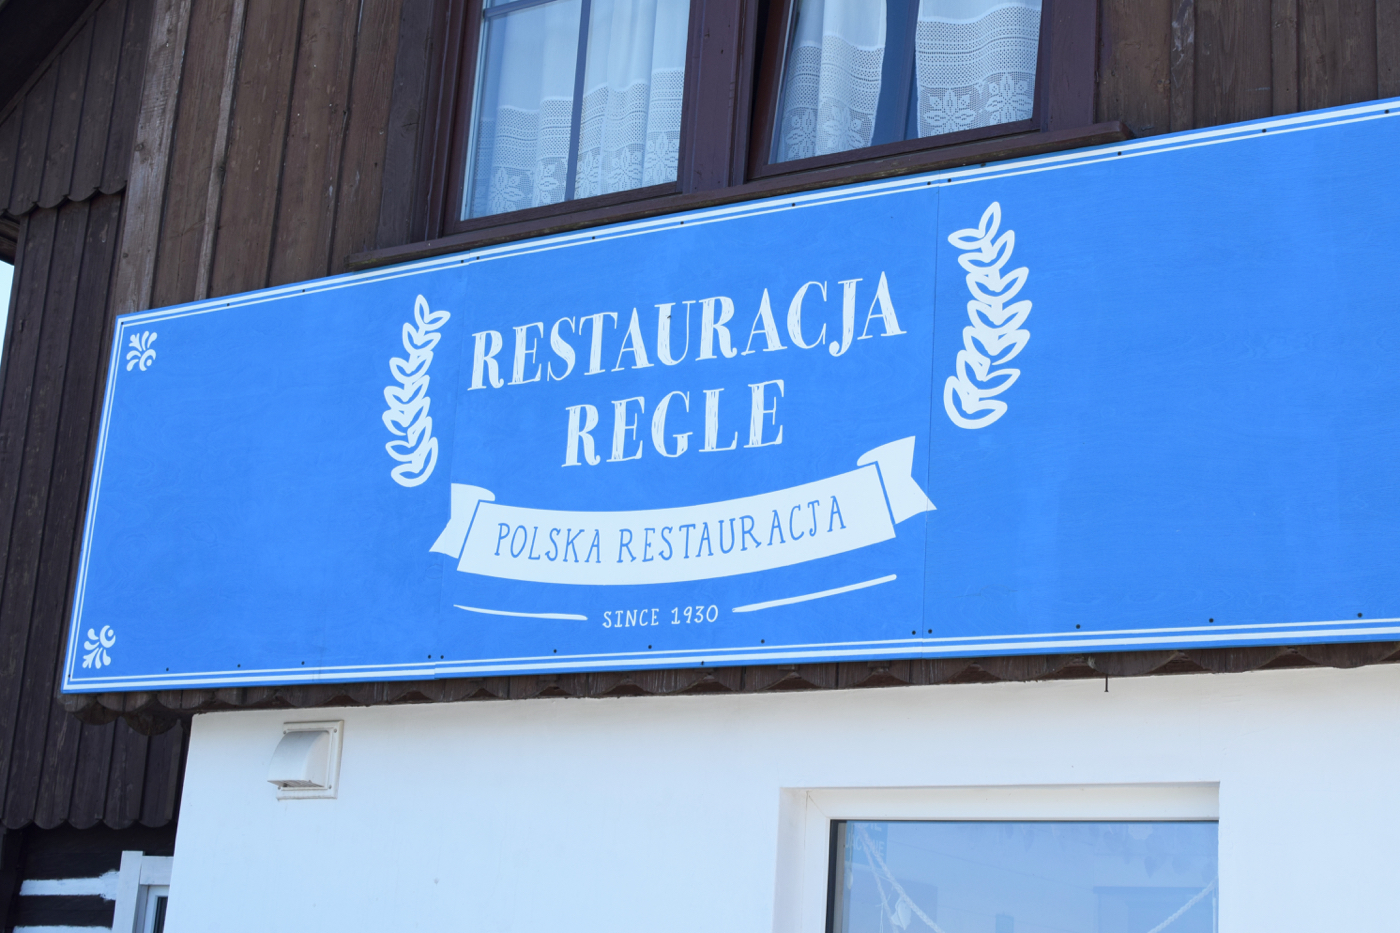 RESTAURACJA
REGLE
POLSKA RESTAURACJA
SINCE 1930